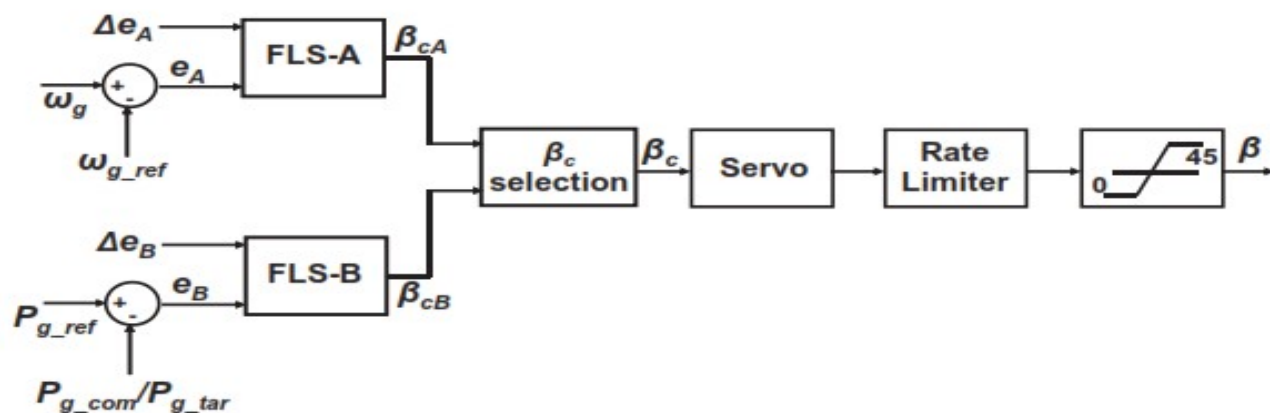 Δe_A
FLS-A
β_cA
e_A
+
-
ω_g
ω_g_ref
β_c
selection
β_c
Servo
Rate
Limiter
0
45
β
Δe_B
FLS-B
β_cB
e_B
+
-
P_g_ref
P_g_com/P_g_tar